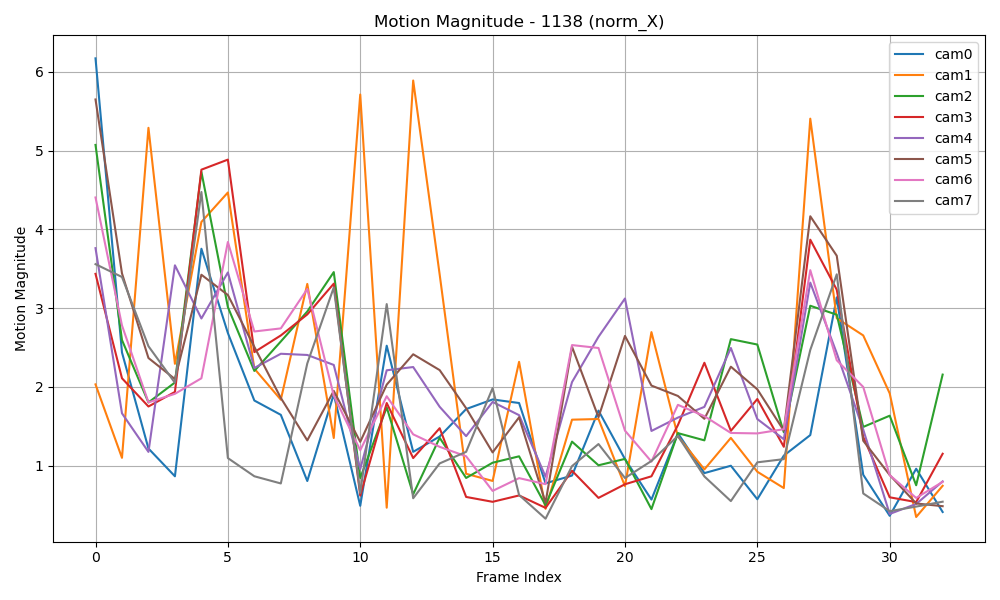 Motion Magnitude - 1138 (norm_X)
cam0
cam1
cam2
cam3
cam4
cam5
cam6
cam7
Motion Magnitude
6
5
4
3
2
1
0 5 10 15 20 25 30
Frame Index